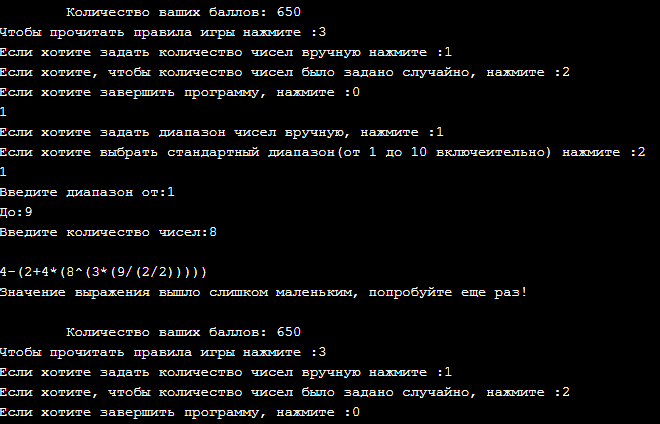 Количество ваших баллов: 650
Чтобы прочитать правила игры нажмите :3
Если хотите задать количество чисел вручную нажмите :1
Если хотите, чтобы количество чисел было задано случайно, нажмите :2
Если хотите завершить программу, нажмите :0
1
Если хотите задать диапазон чисел вручную, нажмите :1
Если хотите выбрать стандартный диапазон(от 1 до 10 включеительно) нажмите :2
1
Введите диапазон от:1
До:9
Введите количество чисел:8
4-(2+4*(8^(3*(9/(2/2)))))
Значение выражения вышло слишком маленьким, попробуйте еще раз!
Количество ваших баллов: 650
Чтобы прочитать правила игры нажмите :3
Если хотите задать количество чисел вручную нажмите :1
Если хотите, чтобы количество чисел было задано случайно, нажмите :2
Если хотите завершить программу, нажмите :0